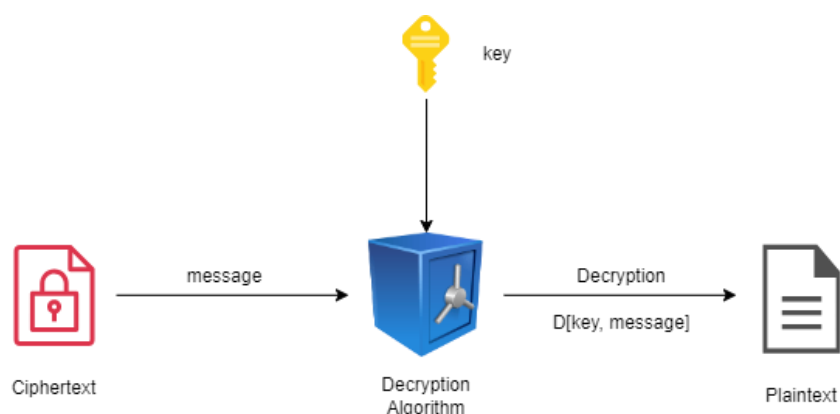 key
message
Decryption
D[key, message]
Ciphertext
Decryption
Algorithm
Plaintext